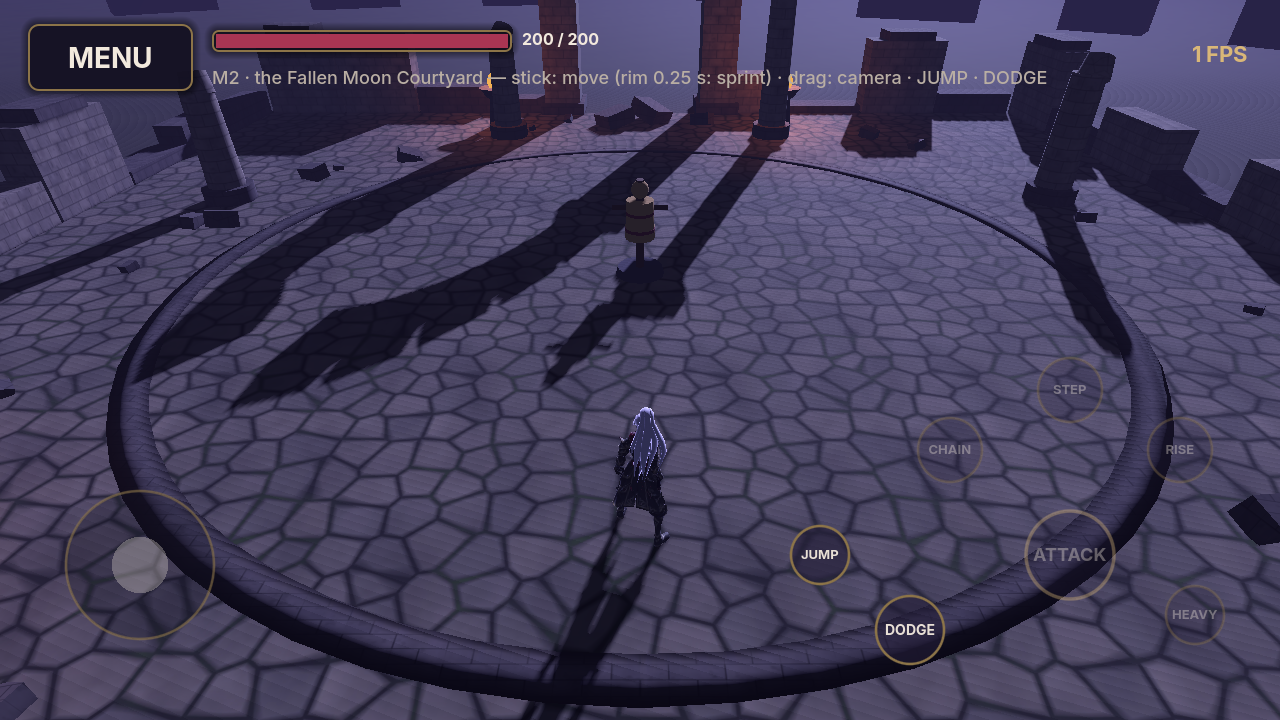 MENU
200 / 200
1 FPS
M2 · the Fallen Moon Courtyard — stick: move (rim 0.25 s: sprint) · drag: camera · JUMP · DODGE
STEP
CHAIN
RISE
JUMP
ATTACK
HEAVY
DODGE